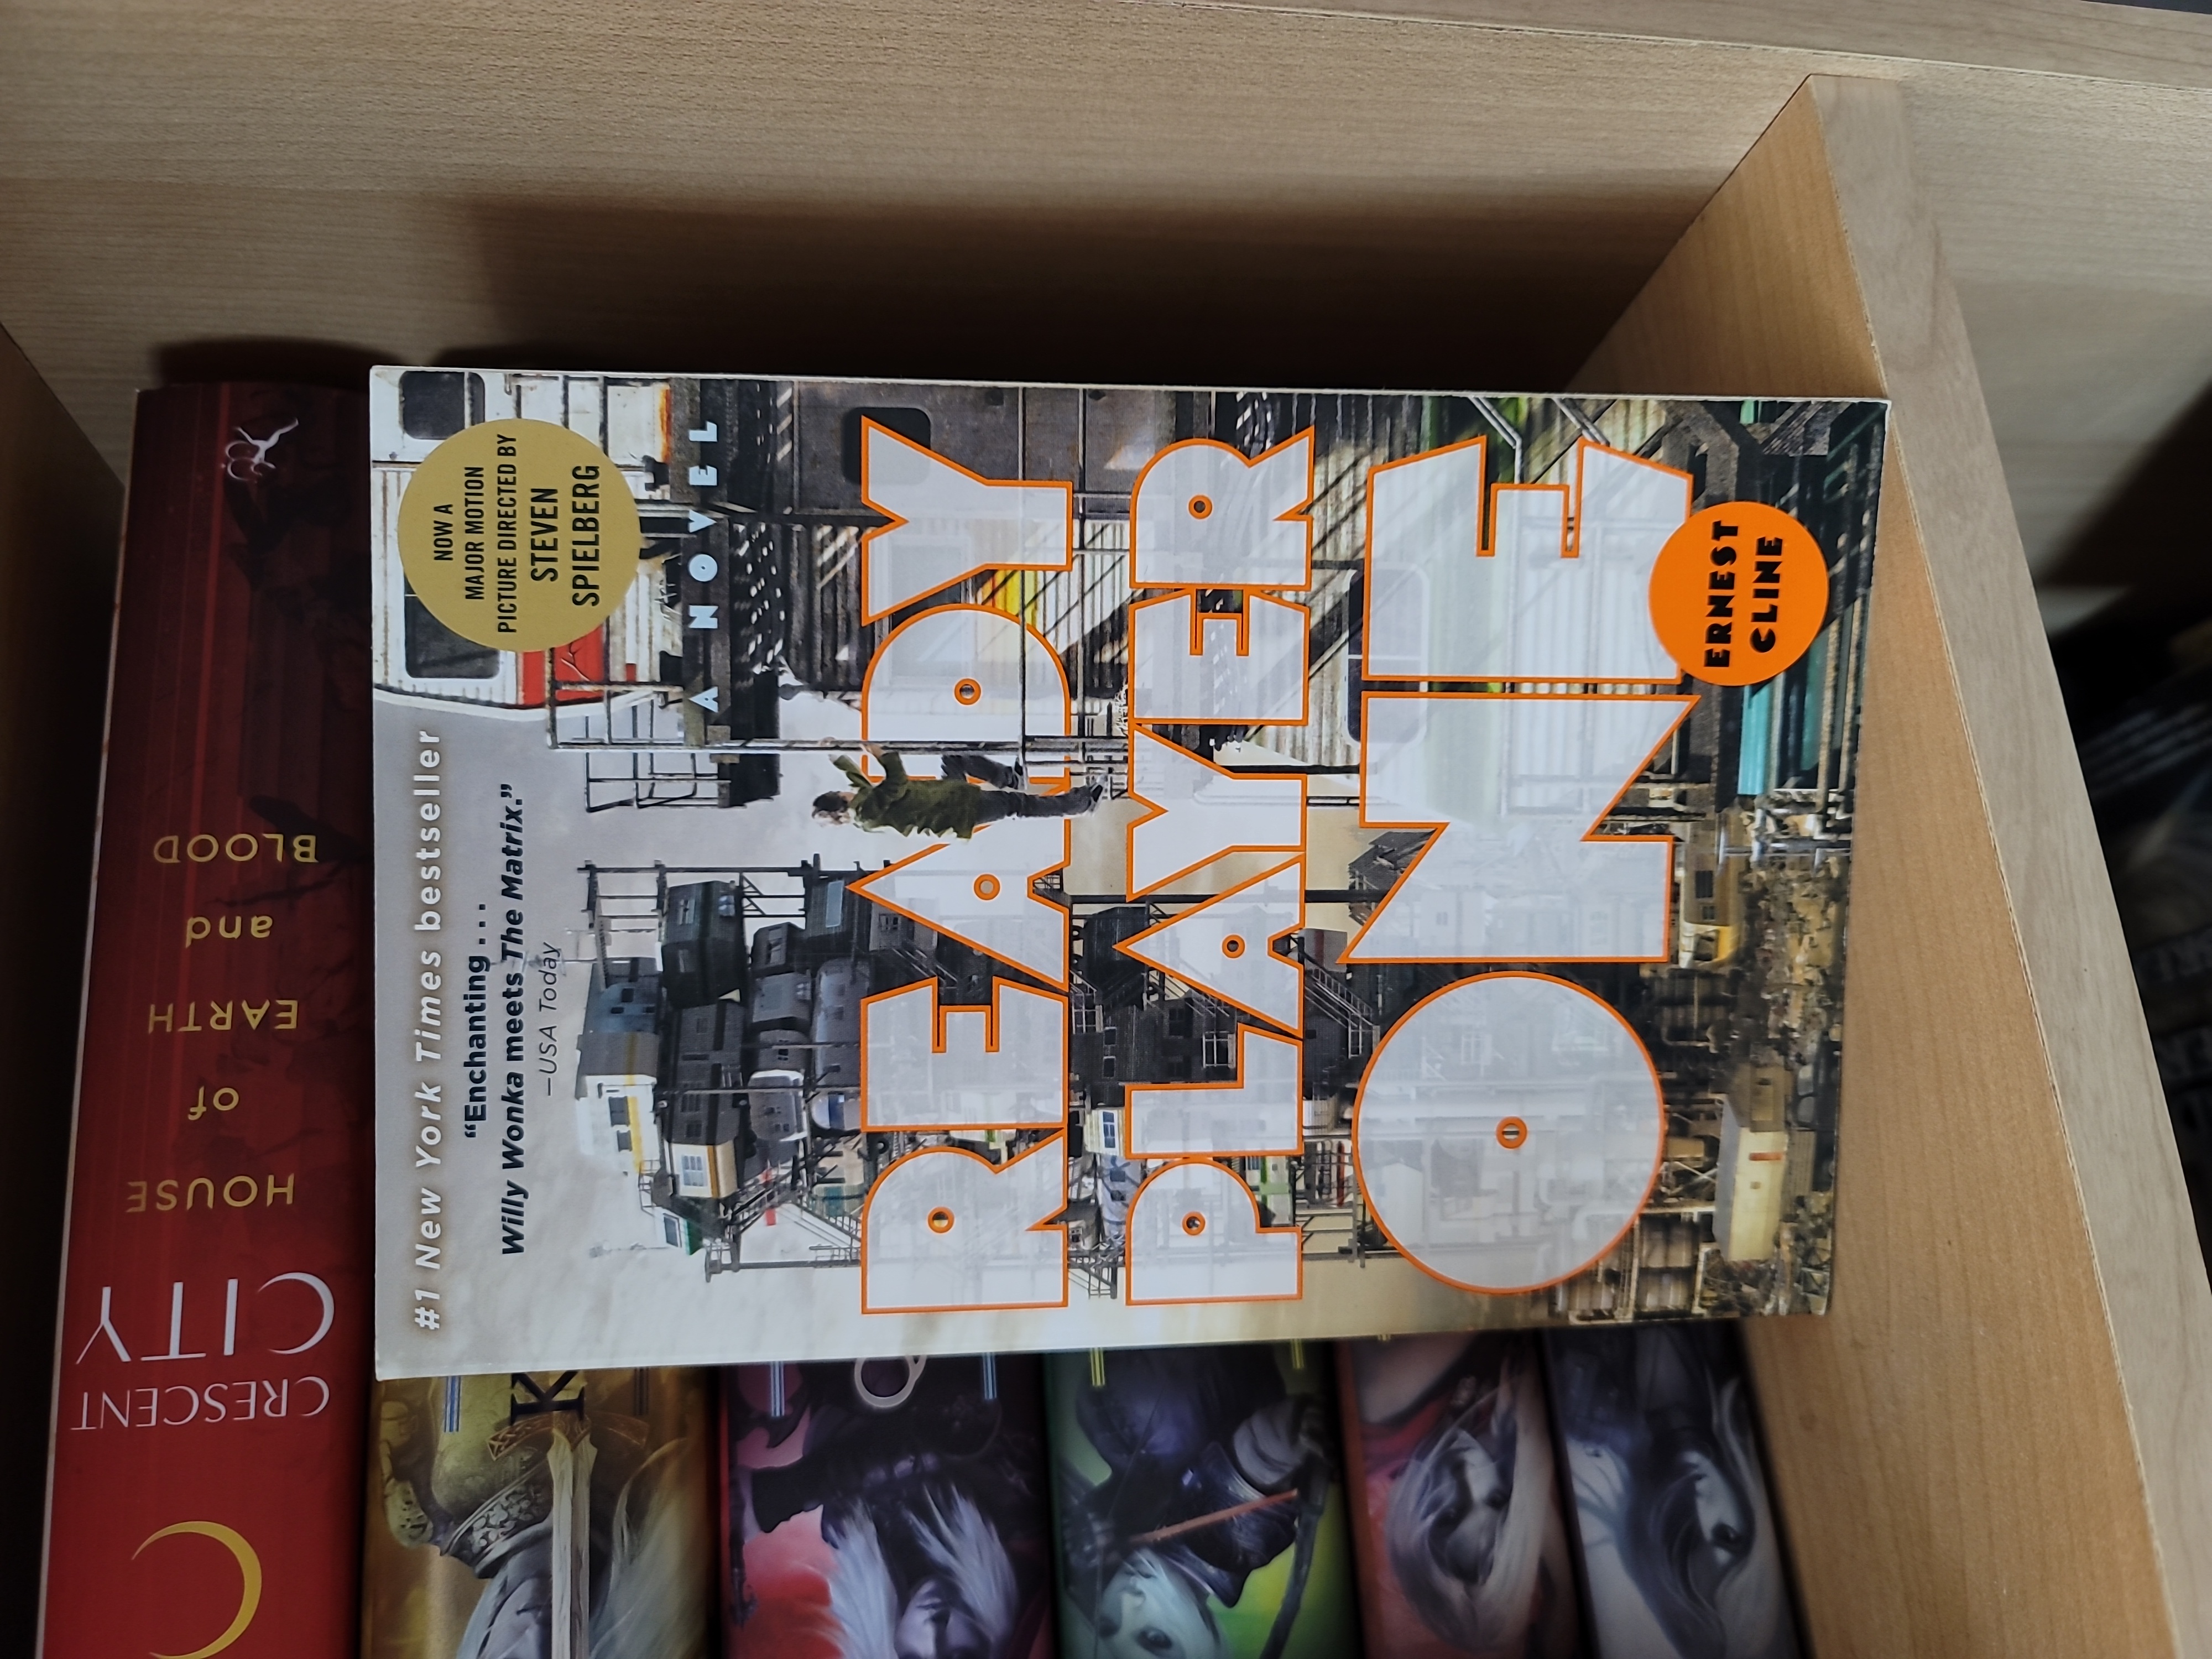 #1 New York Times bestseller
"Enchanting . . .
Willy Wonka meets The Matrix."
—USA Today
NOW A
MAJOR MOTION
PICTURE DIRECTED BY
STEVEN
SPIELBERG
A NOVEL
READY
PLAYER
ONE
ERNEST
CLINE
CRESCENT
CITY
HOUSE
of
EARTH
and
BLOOD
K